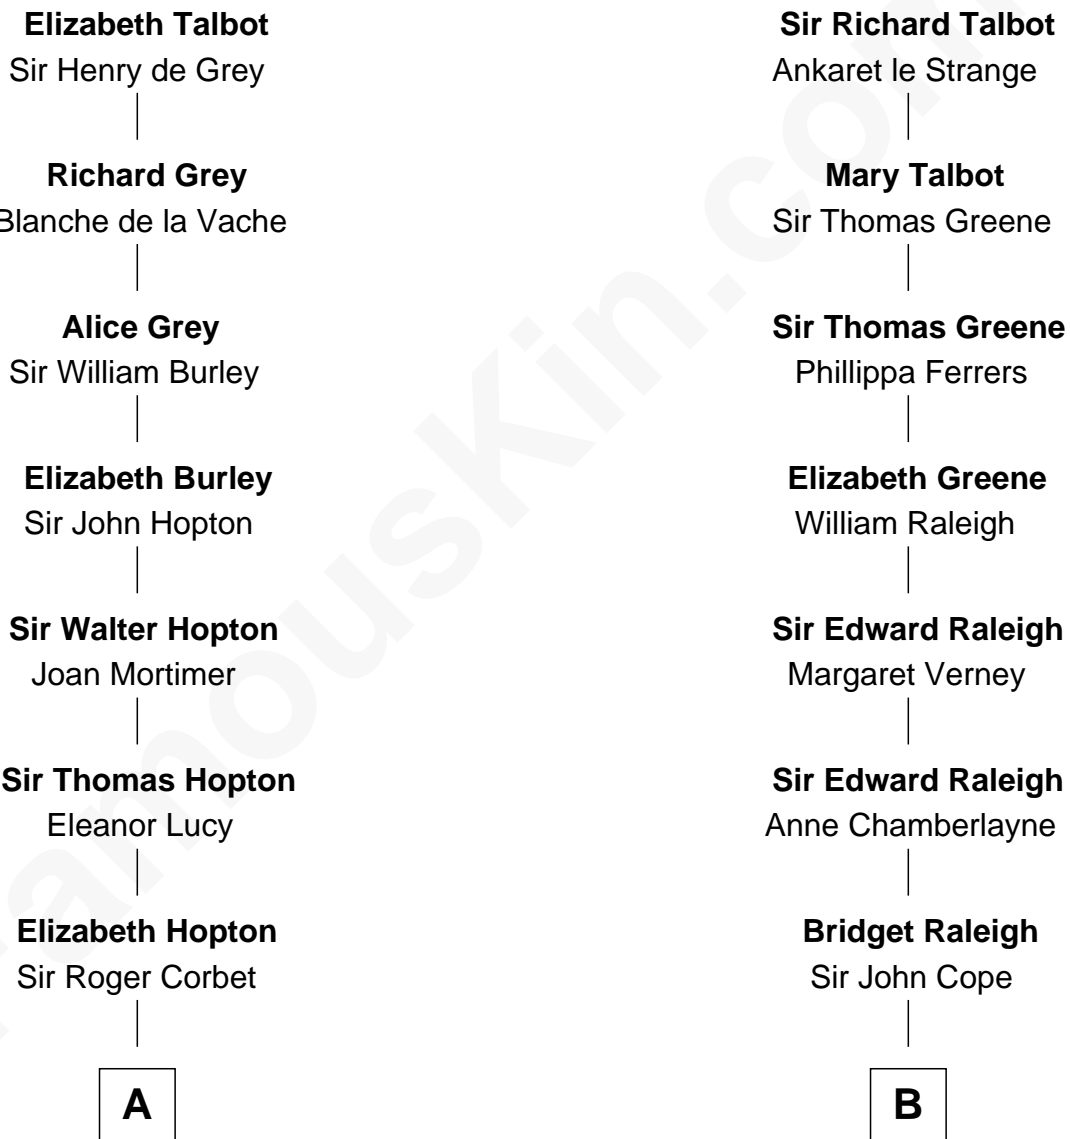 Elizabeth Talbot
Sir Henry de Grey
Richard Grey
Blanche de la Vache
Alice Grey
Sir William Burley
Elizabeth Burley
Sir John Hopton
Sir Walter Hopton
Joan Mortimer
Sir Thomas Hopton
Eleanor Lucy
Elizabeth Hopton
Sir Roger Corbet
A
Sir Richard Talbot
Ankaret le Strange
Mary Talbot
Sir Thomas Greene
Sir Thomas Greene
Phillippa Ferrers
Elizabeth Greene
William Raleigh
Sir Edward Raleigh
Margaret Verney
Sir Edward Raleigh
Anne Chamberlayne
Bridget Raleigh
Sir John Cope
B
FamousKin.com